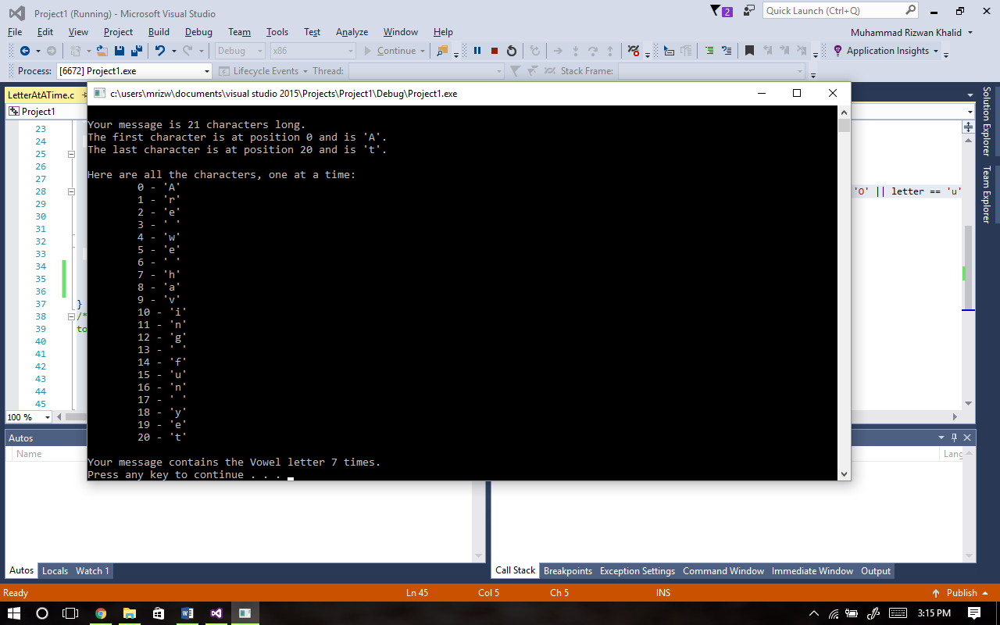 Project1 (Running) - Microsoft Visual Studio
2
Quick Launch (Ctrl+Q)
File Edit View Project Build Debug Team Tools Test Analyze Window Help
Muhammad Rizwan Khalid
Debug x86 Continue Application Insights
Process: [6672] Project1.exe Lifecycle Events Thread: Stack Frame:
LetterAtATime.c
Project1
c:\users\mrizw\documents\visual studio 2015\Projects\Project1\Debug\Project1.exe
Your message is 21 characters long.
The first character is at position 0 and is 'A'.
The last character is at position 20 and is 't'.
Here are all the characters, one at a time:
0 - 'A'
1 - 'r'
2 - 'e'
3 - ' '
4 - 'w'
5 - 'e'
6 - ' '
7 - 'h'
8 - 'a'
9 - 'v'
10 - 'i'
11 - 'n'
12 - 'g'
13 - ' '
14 - 'f'
15 - 'u'
16 - 'n'
17 - ' '
18 - 'y'
19 - 'e'
20 - 't'
Your message contains the Vowel letter 7 times.
Press any key to continue . . .
23
24
25
26
27
28
'O' || letter == 'u'
29
30
31
32
33
34
35
36
37 }
38 /*
39 to
40
41
42
43
44
45
100 %
Solution Explorer
Team Explorer
Autos
Name
Lang
Autos Locals Watch 1
Call Stack Breakpoints Exception Settings Command Window Immediate Window Output
Ready Ln 45 Col 5 Ch 5 INS Publish
3:15 PM